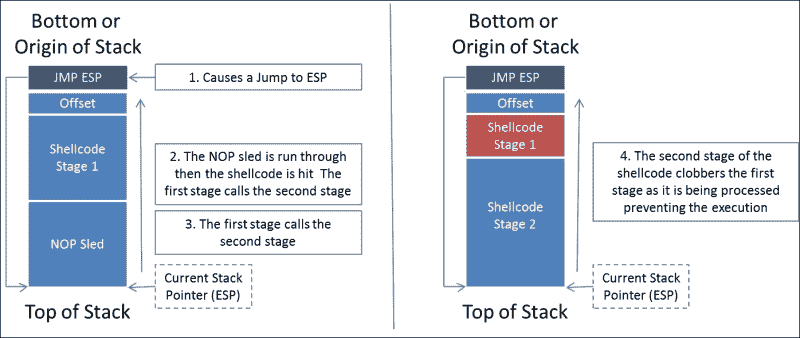 Bottom or
Origin of Stack
JMP ESP
1. Causes a Jump to ESP
Offset
Shellcode
Stage 1
2. The NOP sled is run through
then the shellcode is hit The
first stage calls the second stage
3. The first stage calls the
second stage
NOP Sled
Current Stack
Pointer (ESP)
Top of Stack
Bottom or
Origin of Stack
JMP ESP
Offset
Shellcode
Stage 1
4. The second stage of the
shellcode clobbers the first
stage as it is being processed
preventing the execution
Shellcode
Stage 2
Current Stack
Pointer (ESP)
Top of Stack